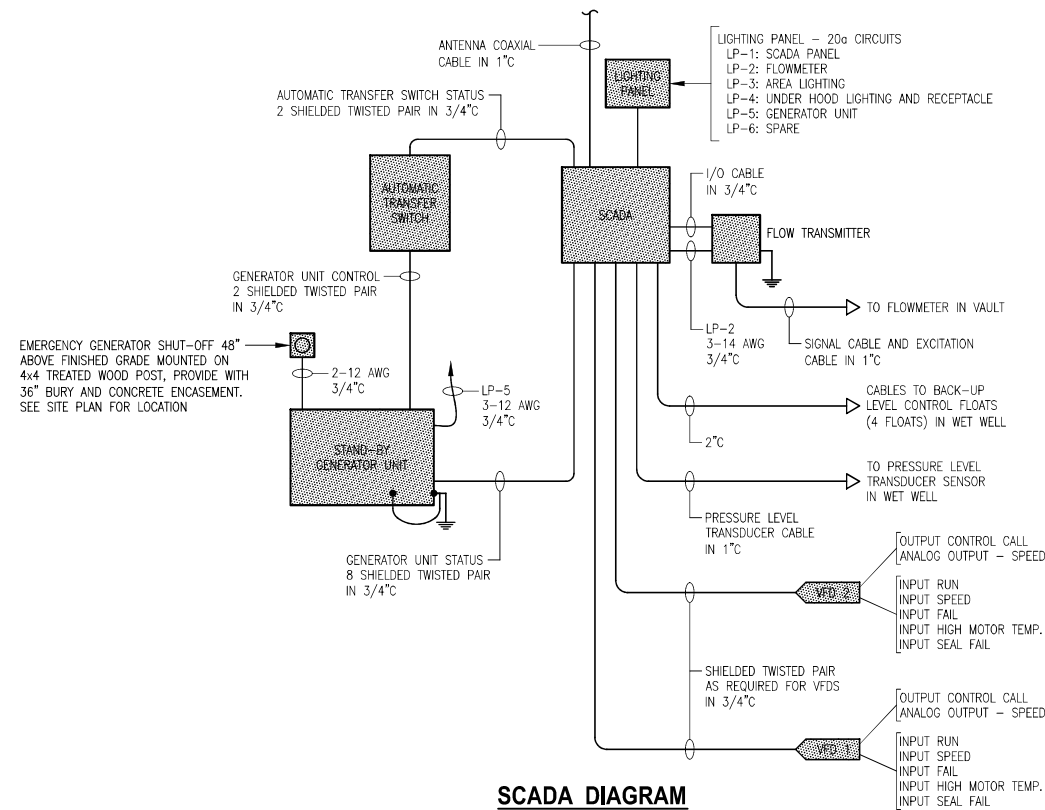 ANTENNA COAXIAL
CABLE IN 1"C
LIGHTING
PANEL
LIGHTING PANEL – 20a CIRCUITS
LP-1: SCADA PANEL
LP-2: FLOWMETER
LP-3: AREA LIGHTING
LP-4: UNDER HOOD LIGHTING AND RECEPTACLE
LP-5: GENERATOR UNIT
LP-6: SPARE
AUTOMATIC TRANSFER SWITCH STATUS
2 SHIELDED TWISTED PAIR IN 3/4"C
AUTOMATIC
TRANSFER
SWITCH
SCADA
I/O CABLE
IN 3/4"C
FLOW TRANSMITTER
GENERATOR UNIT CONTROL
2 SHIELDED TWISTED PAIR
IN 3/4"C
TO FLOWMETER IN VAULT
LP-2
3-14 AWG
3/4"C
SIGNAL CABLE AND EXCITATION
CABLE IN 1"C
EMERGENCY GENERATOR SHUT-OFF 48"
ABOVE FINISHED GRADE MOUNTED ON
4x4 TREATED WOOD POST, PROVIDE WITH
36" BURY AND CONCRETE ENCASEMENT.
SEE SITE PLAN FOR LOCATION
2-12 AWG
3/4"C
LP-5
3-12 AWG
3/4"C
CABLES TO BACK-UP
LEVEL CONTROL FLOATS
(4 FLOATS) IN WET WELL
2"C
STAND-BY
GENERATOR UNIT
TO PRESSURE LEVEL
TRANSDUCER SENSOR
IN WET WELL
PRESSURE LEVEL
TRANSDUCER CABLE
IN 1"C
GENERATOR UNIT STATUS
8 SHIELDED TWISTED PAIR
IN 3/4"C
OUTPUT CONTROL CALL
ANALOG OUTPUT – SPEED
VFD 2
INPUT RUN
INPUT SPEED
INPUT FAIL
INPUT HIGH MOTOR TEMP.
INPUT SEAL FAIL
SHIELDED TWISTED PAIR
AS REQUIRED FOR VFDS
IN 3/4"C
OUTPUT CONTROL CALL
ANALOG OUTPUT – SPEED
VFD 1
INPUT RUN
INPUT SPEED
INPUT FAIL
INPUT HIGH MOTOR TEMP.
INPUT SEAL FAIL
SCADA DIAGRAM